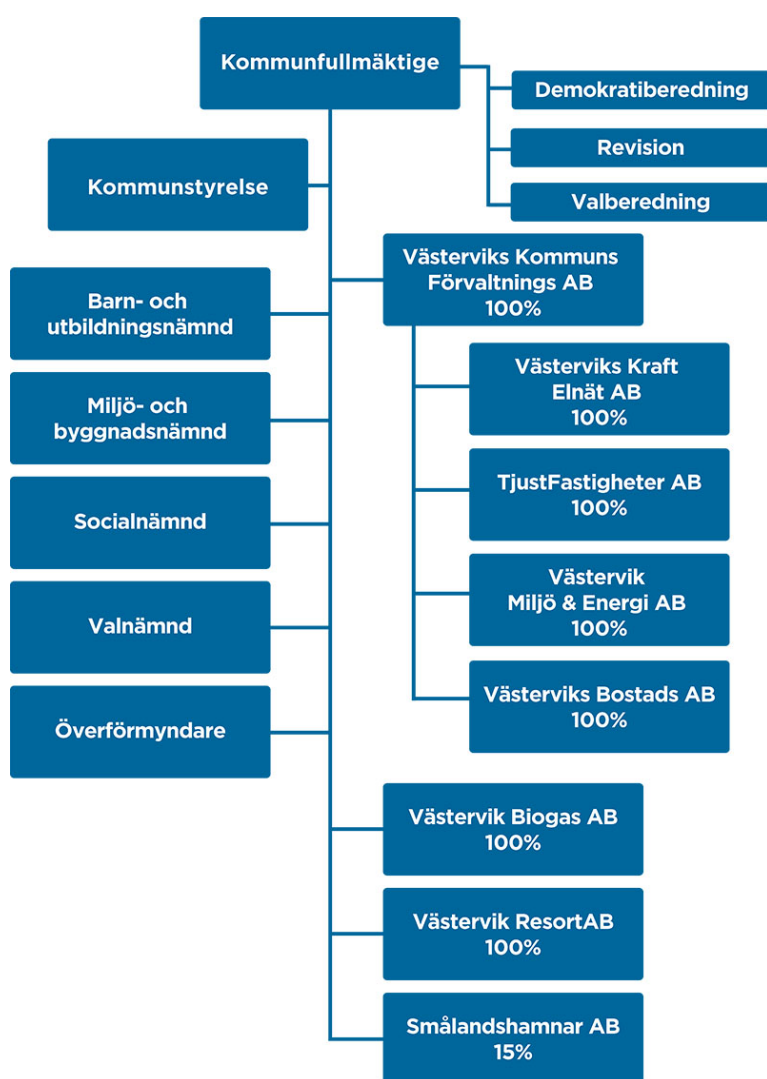 Kommunfullmäktige
Demokratiberedning
Revision
Valberedning
Kommunstyrelse
Barn- och
utbildningsnämnd
Miljö- och
byggnadsnämnd
Socialnämnd
Valnämnd
Överförmyndare
Västerviks Kommuns
Förvaltnings AB
100%
Västerviks Kraft
Elnät AB
100%
TjustFastigheter AB
100%
Västervik
Miljö & Energi AB
100%
Västerviks Bostads AB
100%
Västervik Biogas AB
100%
Västervik ResortAB
100%
Smålandshamnar AB
15%